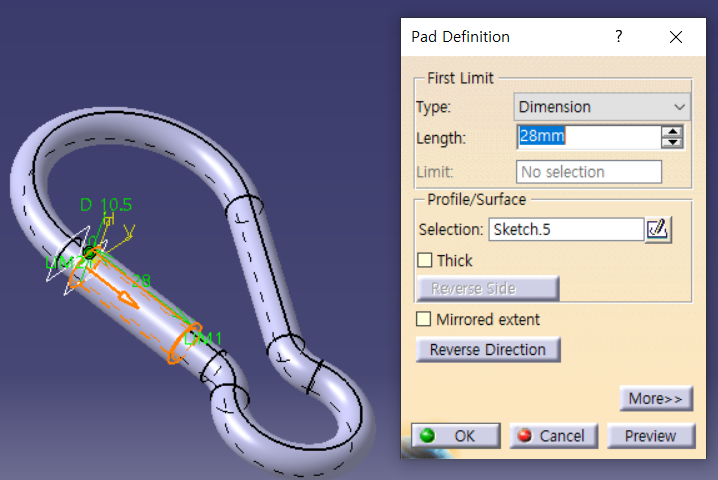 Pad Definition
?
First Limit
Type:
Dimension
Length:
28mm
Limit:
No selection
Profile/Surface
Selection:
Sketch.5
Thick
Reverse Side
Mirrored extent
Reverse Direction
More>>
OK
Cancel
Preview
D 10.5
Y
28
LIM1